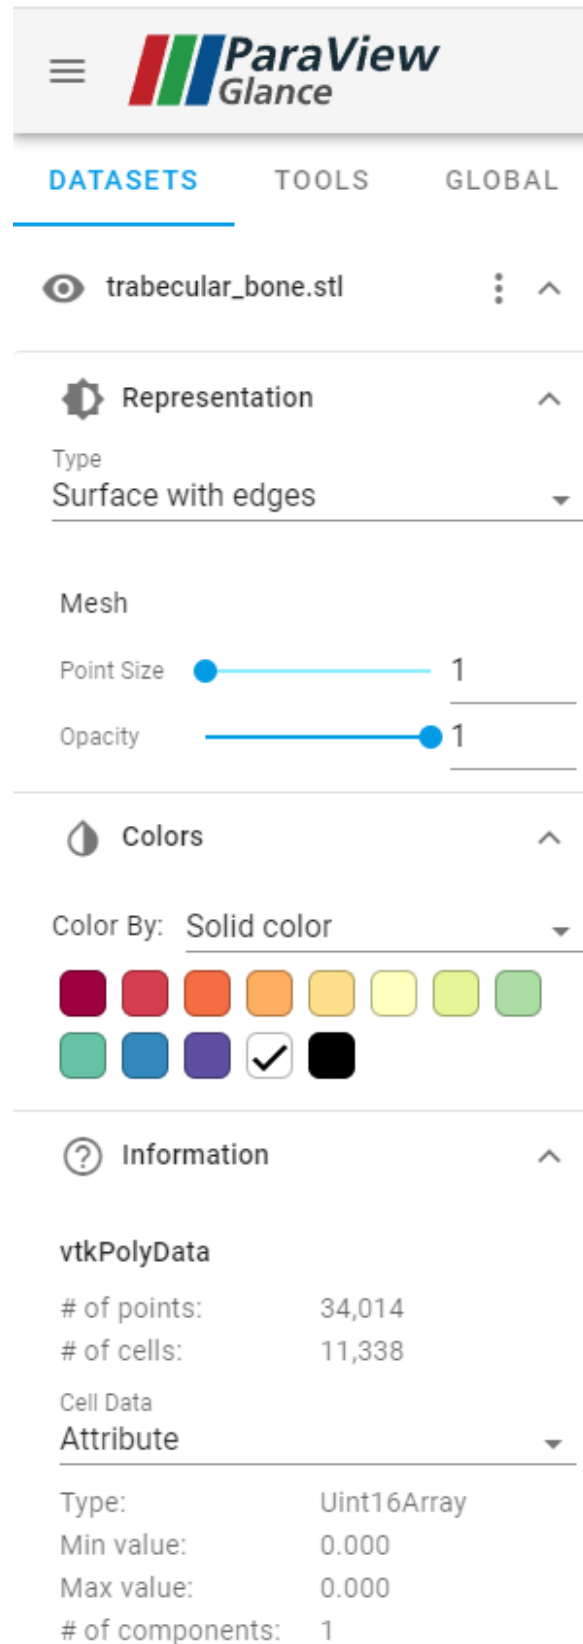 ParaView
Glance
DATASETS TOOLS GLOBAL
trabecular_bone.stl
Representation
Type
Surface with edges
Mesh
Point Size 1
Opacity 1
Colors
Color By: Solid color
Information
vtkPolyData
# of points: 34,014
# of cells: 11,338
Cell Data
Attribute
Type: Uint16Array
Min value: 0.000
Max value: 0.000
# of components: 1